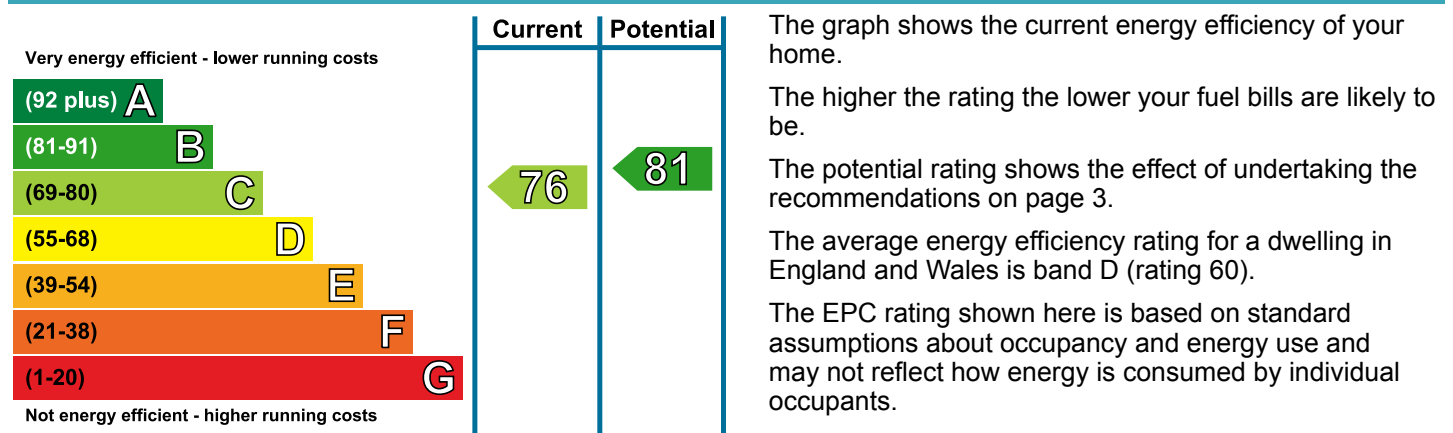 Current Potential
Very energy efficient - lower running costs
(92 plus) A
(81-91) B
(69-80) C
(55-68) D
(39-54) E
(21-38) F
(1-20) G
Not energy efficient - higher running costs
76
81
The graph shows the current energy efficiency of your
home.
The higher the rating the lower your fuel bills are likely to
be.
The potential rating shows the effect of undertaking the
recommendations on page 3.
The average energy efficiency rating for a dwelling in
England and Wales is band D (rating 60).
The EPC rating shown here is based on standard
assumptions about occupancy and energy use and
may not reflect how energy is consumed by individual
occupants.